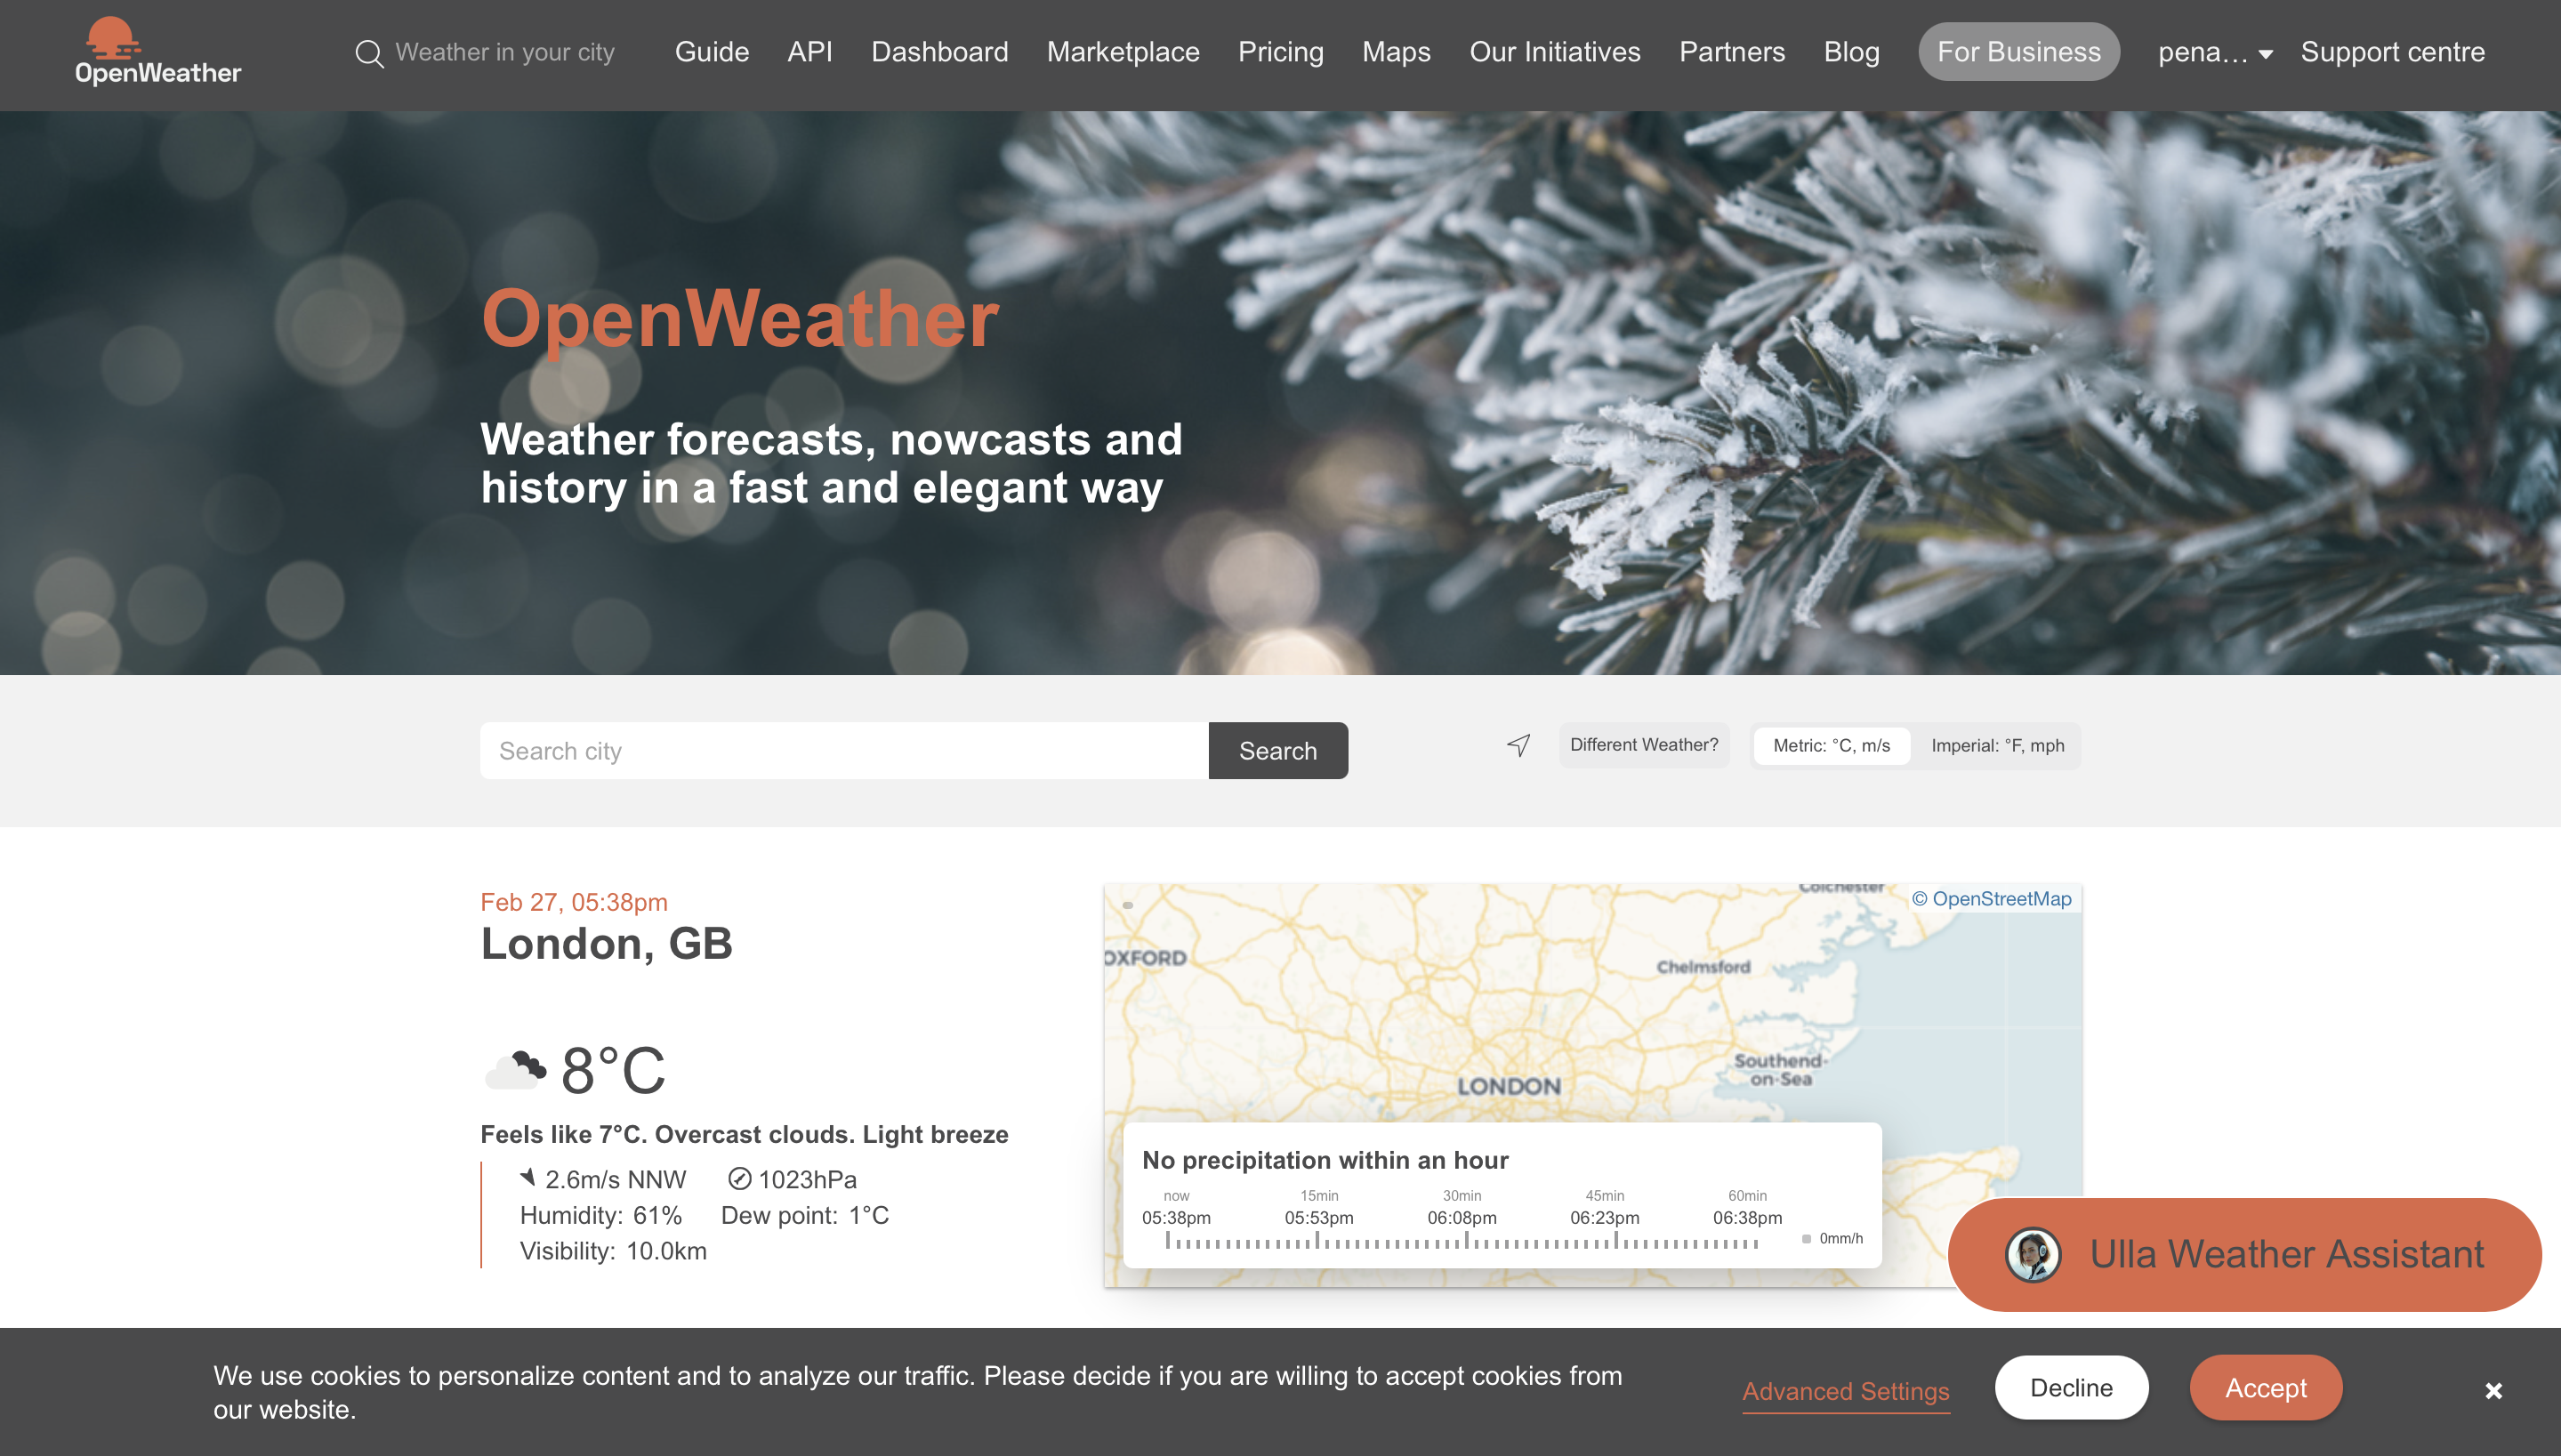 OpenWeather
Weather in your city
Guide
API
Dashboard
Marketplace
Pricing
Maps
Our Initiatives
Partners
Blog
For Business
pena...
Support centre
OpenWeather
Weather forecasts, nowcasts and
history in a fast and elegant way
Search city
Search
Different Weather?
Metric: °C, m/s
Imperial: °F, mph
Feb 27, 05:38pm
London, GB
8°C
Feels like 7°C. Overcast clouds. Light breeze
2.6m/s NNW
1023hPa
Humidity: 61%
Dew point: 1°C
Visibility: 10.0km
Colchester
© OpenStreetMap
OXFORD
Chelmsford
Southend-
on-Sea
LONDON
No precipitation within an hour
now
15min
30min
45min
60min
05:38pm
05:53pm
06:08pm
06:23pm
06:38pm
0mm/h
Ulla Weather Assistant
We use cookies to personalize content and to analyze our traffic. Please decide if you are willing to accept cookies from
our website.
Advanced Settings
Decline
Accept
×